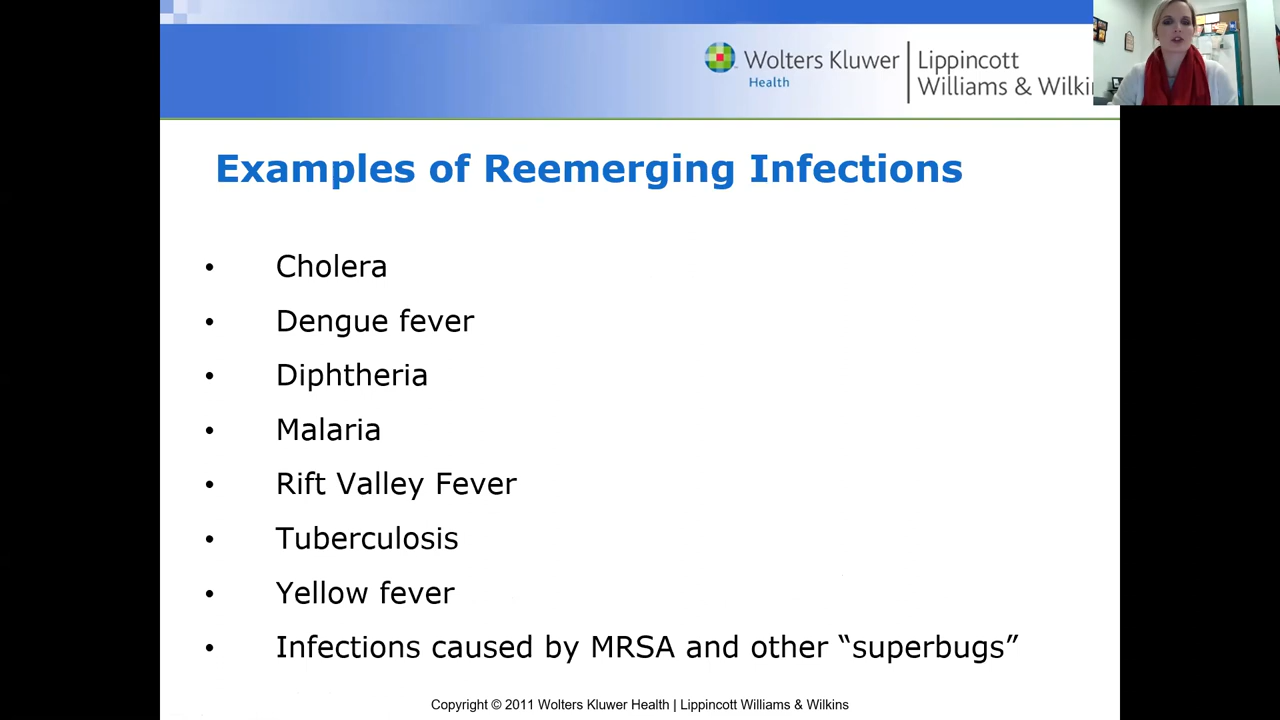 Wolters Kluwer
Health
Lippincott
Williams & Wilki
Examples of Reemerging Infections
• Cholera
• Dengue fever
• Diphtheria
• Malaria
• Rift Valley Fever
• Tuberculosis
• Yellow fever
• Infections caused by MRSA and other “superbugs”
Copyright © 2011 Wolters Kluwer Health | Lippincott Williams & Wilkins